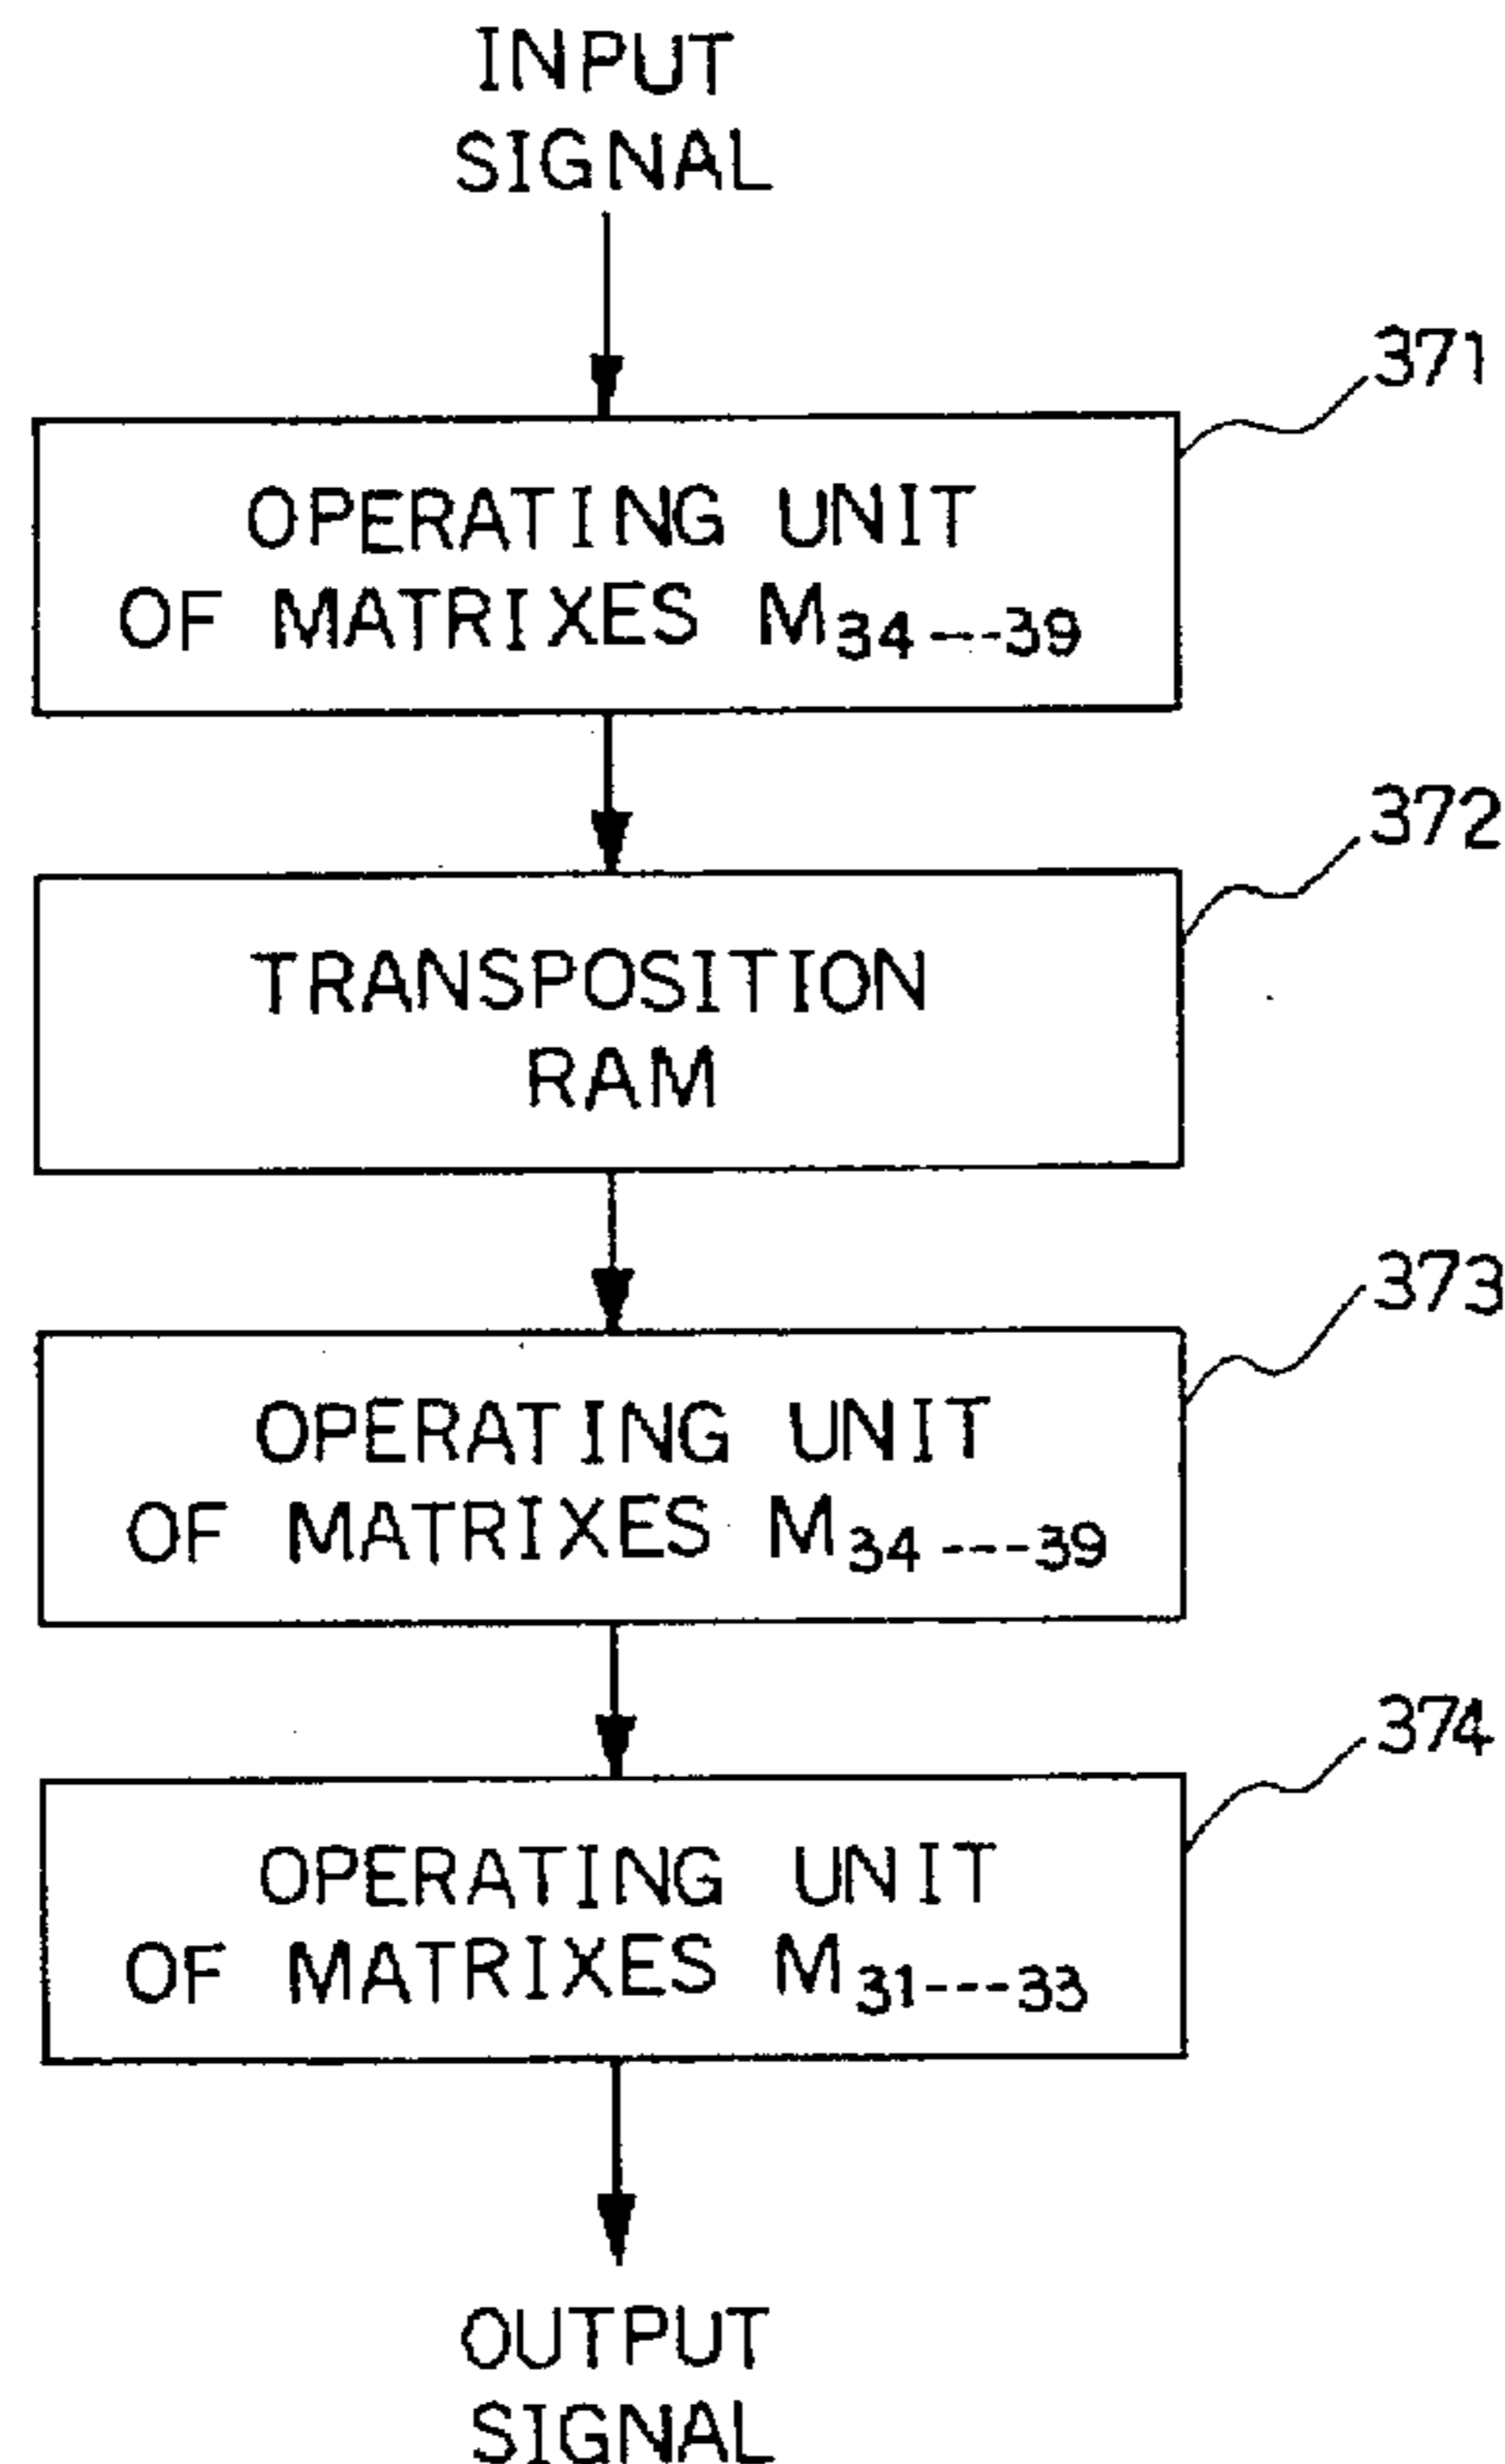 INPUT
SIGNAL
371
OPERATING UNIT
OF MATRIXES M34---39
372
TRANSPOSITION
RAM
373
OPERATING UNIT
OF MATRIXES M34---39
374
OPERATING UNIT
OF MATRIXES M31---33
OUTPUT
SIGNAL